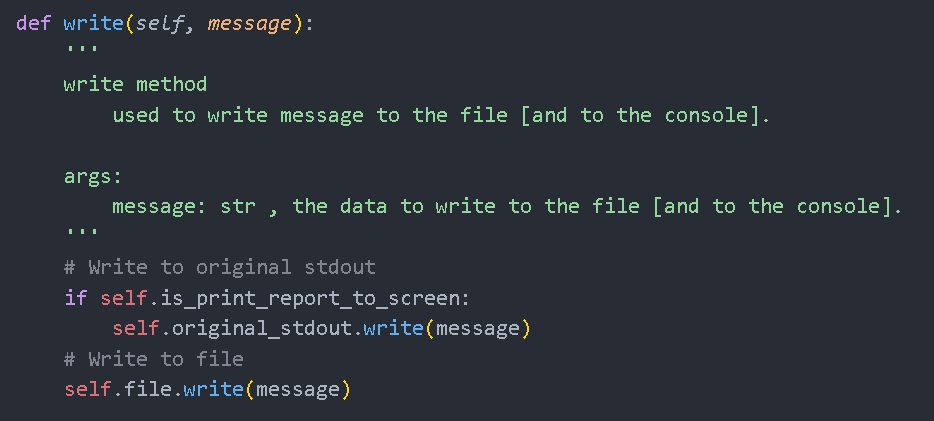 def write(self, message):
    '''
    write method
        used to write message to the file [and to the console].

    args:
        message: str , the data to write to the file [and to the console].
    '''
    # Write to original stdout
    if self.is_print_report_to_screen:
        self.original_stdout.write(message)
    # Write to file
    self.file.write(message)